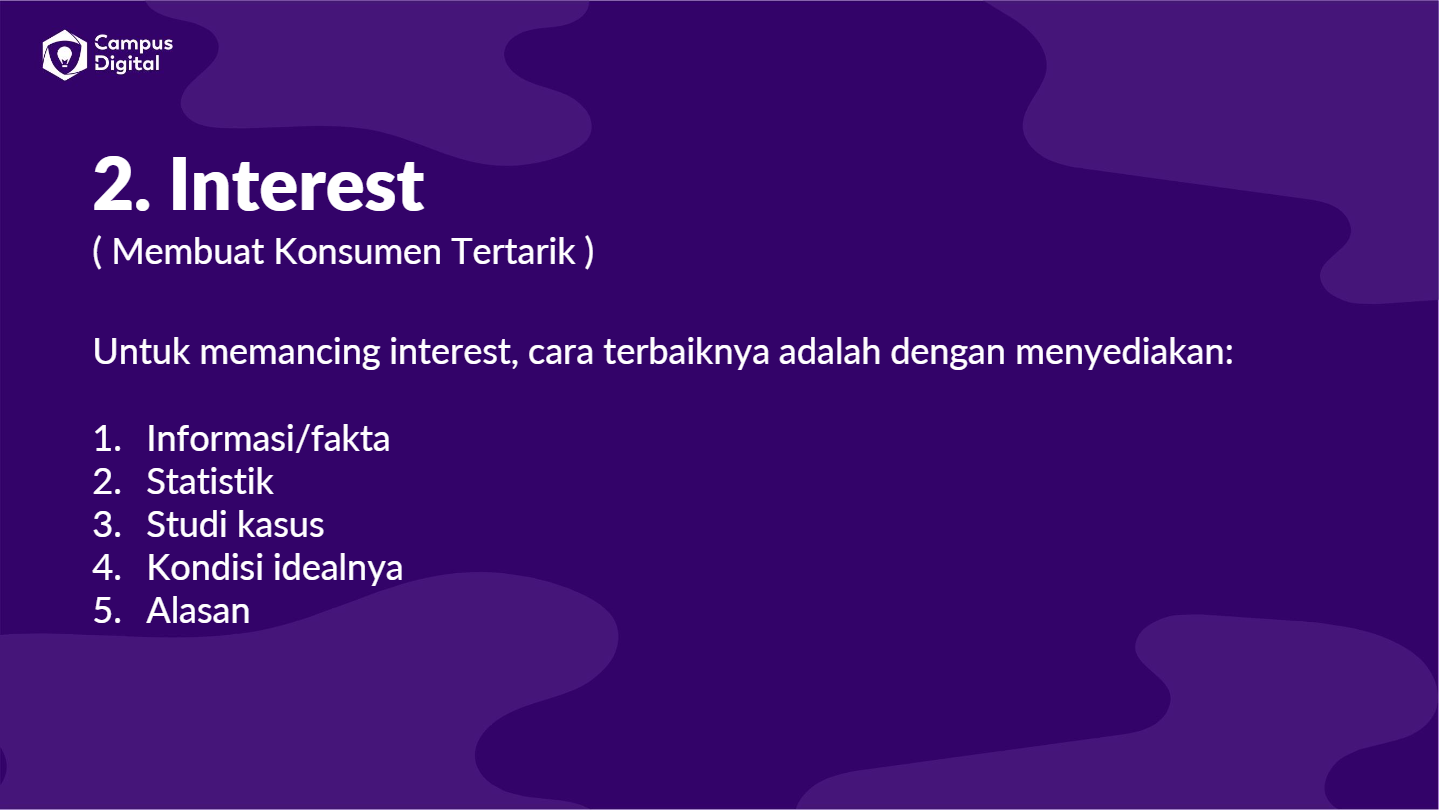 Campus
Digital
2. Interest
( Membuat Konsumen Tertarik )
Untuk memancing interest, cara terbaiknya adalah dengan menyediakan:
1. Informasi/fakta
2. Statistik
3. Studi kasus
4. Kondisi idealnya
5. Alasan